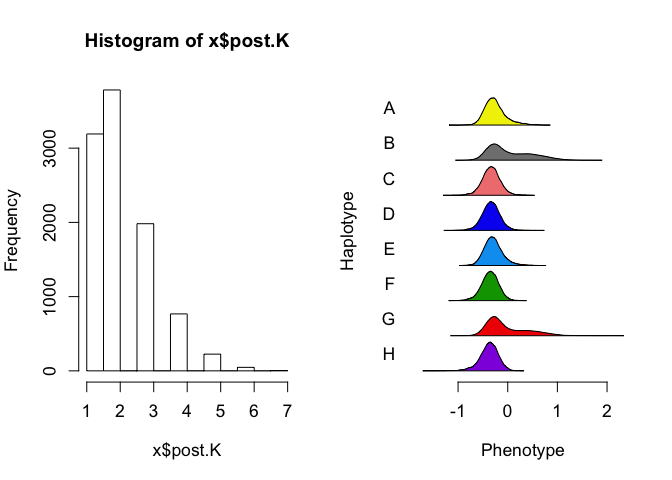 Histogram of x$post.K
Frequency
0
1000
2000
3000
1 2 3 4 5 6 7
x$post.K
Haplotype
A
B
C
D
E
F
G
H
-1 0 1 2
Phenotype